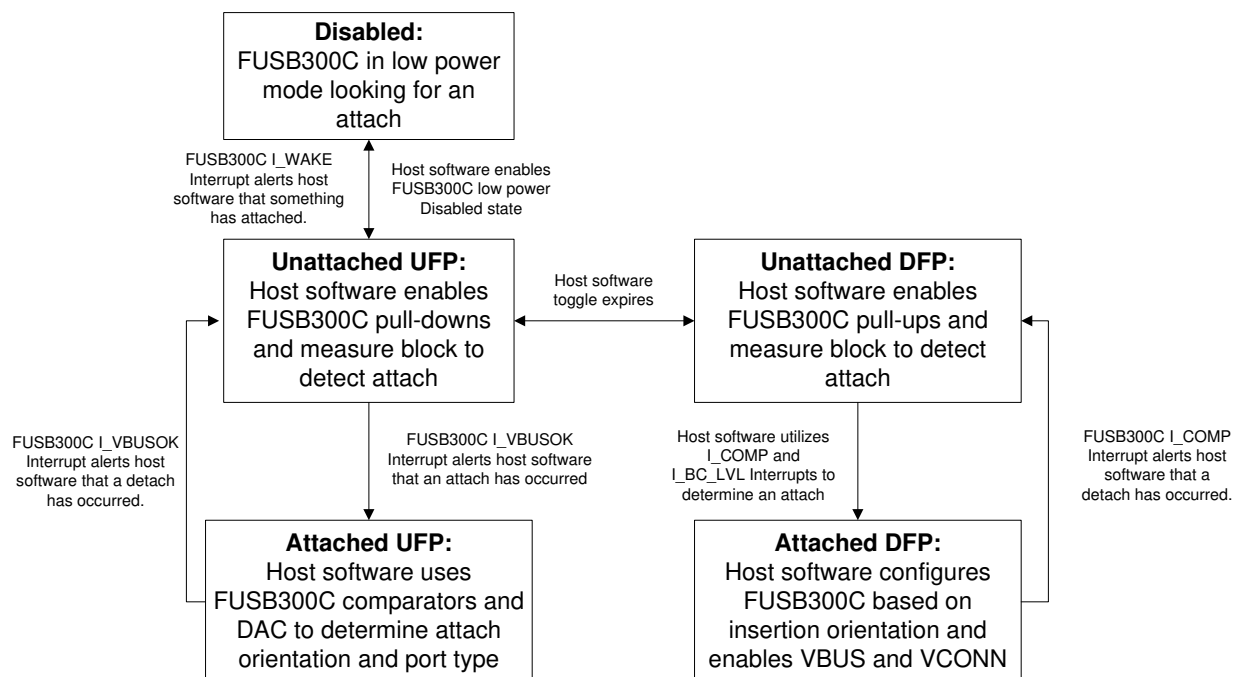 Disabled:
FUSB300C in low power
mode looking for an
attach
FUSB300C I_WAKE
Interrupt alerts host
software that something
has attached.
Host software enables
FUSB300C low power
Disabled state
Unattached UFP:
Host software enables
FUSB300C pull-downs
and measure block to
detect attach
Host software
toggle expires
Unattached DFP:
Host software enables
FUSB300C pull-ups and
measure block to detect
attach
FUSB300C I_VBUSOK
Interrupt alerts host
software that a detach
has occurred.
FUSB300C I_VBUSOK
Interrupt alerts host software
that an attach has occurred
Host software utilizes
I_COMP and
I_BC_LVL Interrupts to
determine an attach
FUSB300C I_COMP
Interrupt alerts host
software that a
detach has occurred.
Attached UFP:
Host software uses
FUSB300C comparators and
DAC to determine attach
orientation and port type
Attached DFP:
Host software configures
FUSB300C based on
insertion orientation and
enables VBUS and VCONN